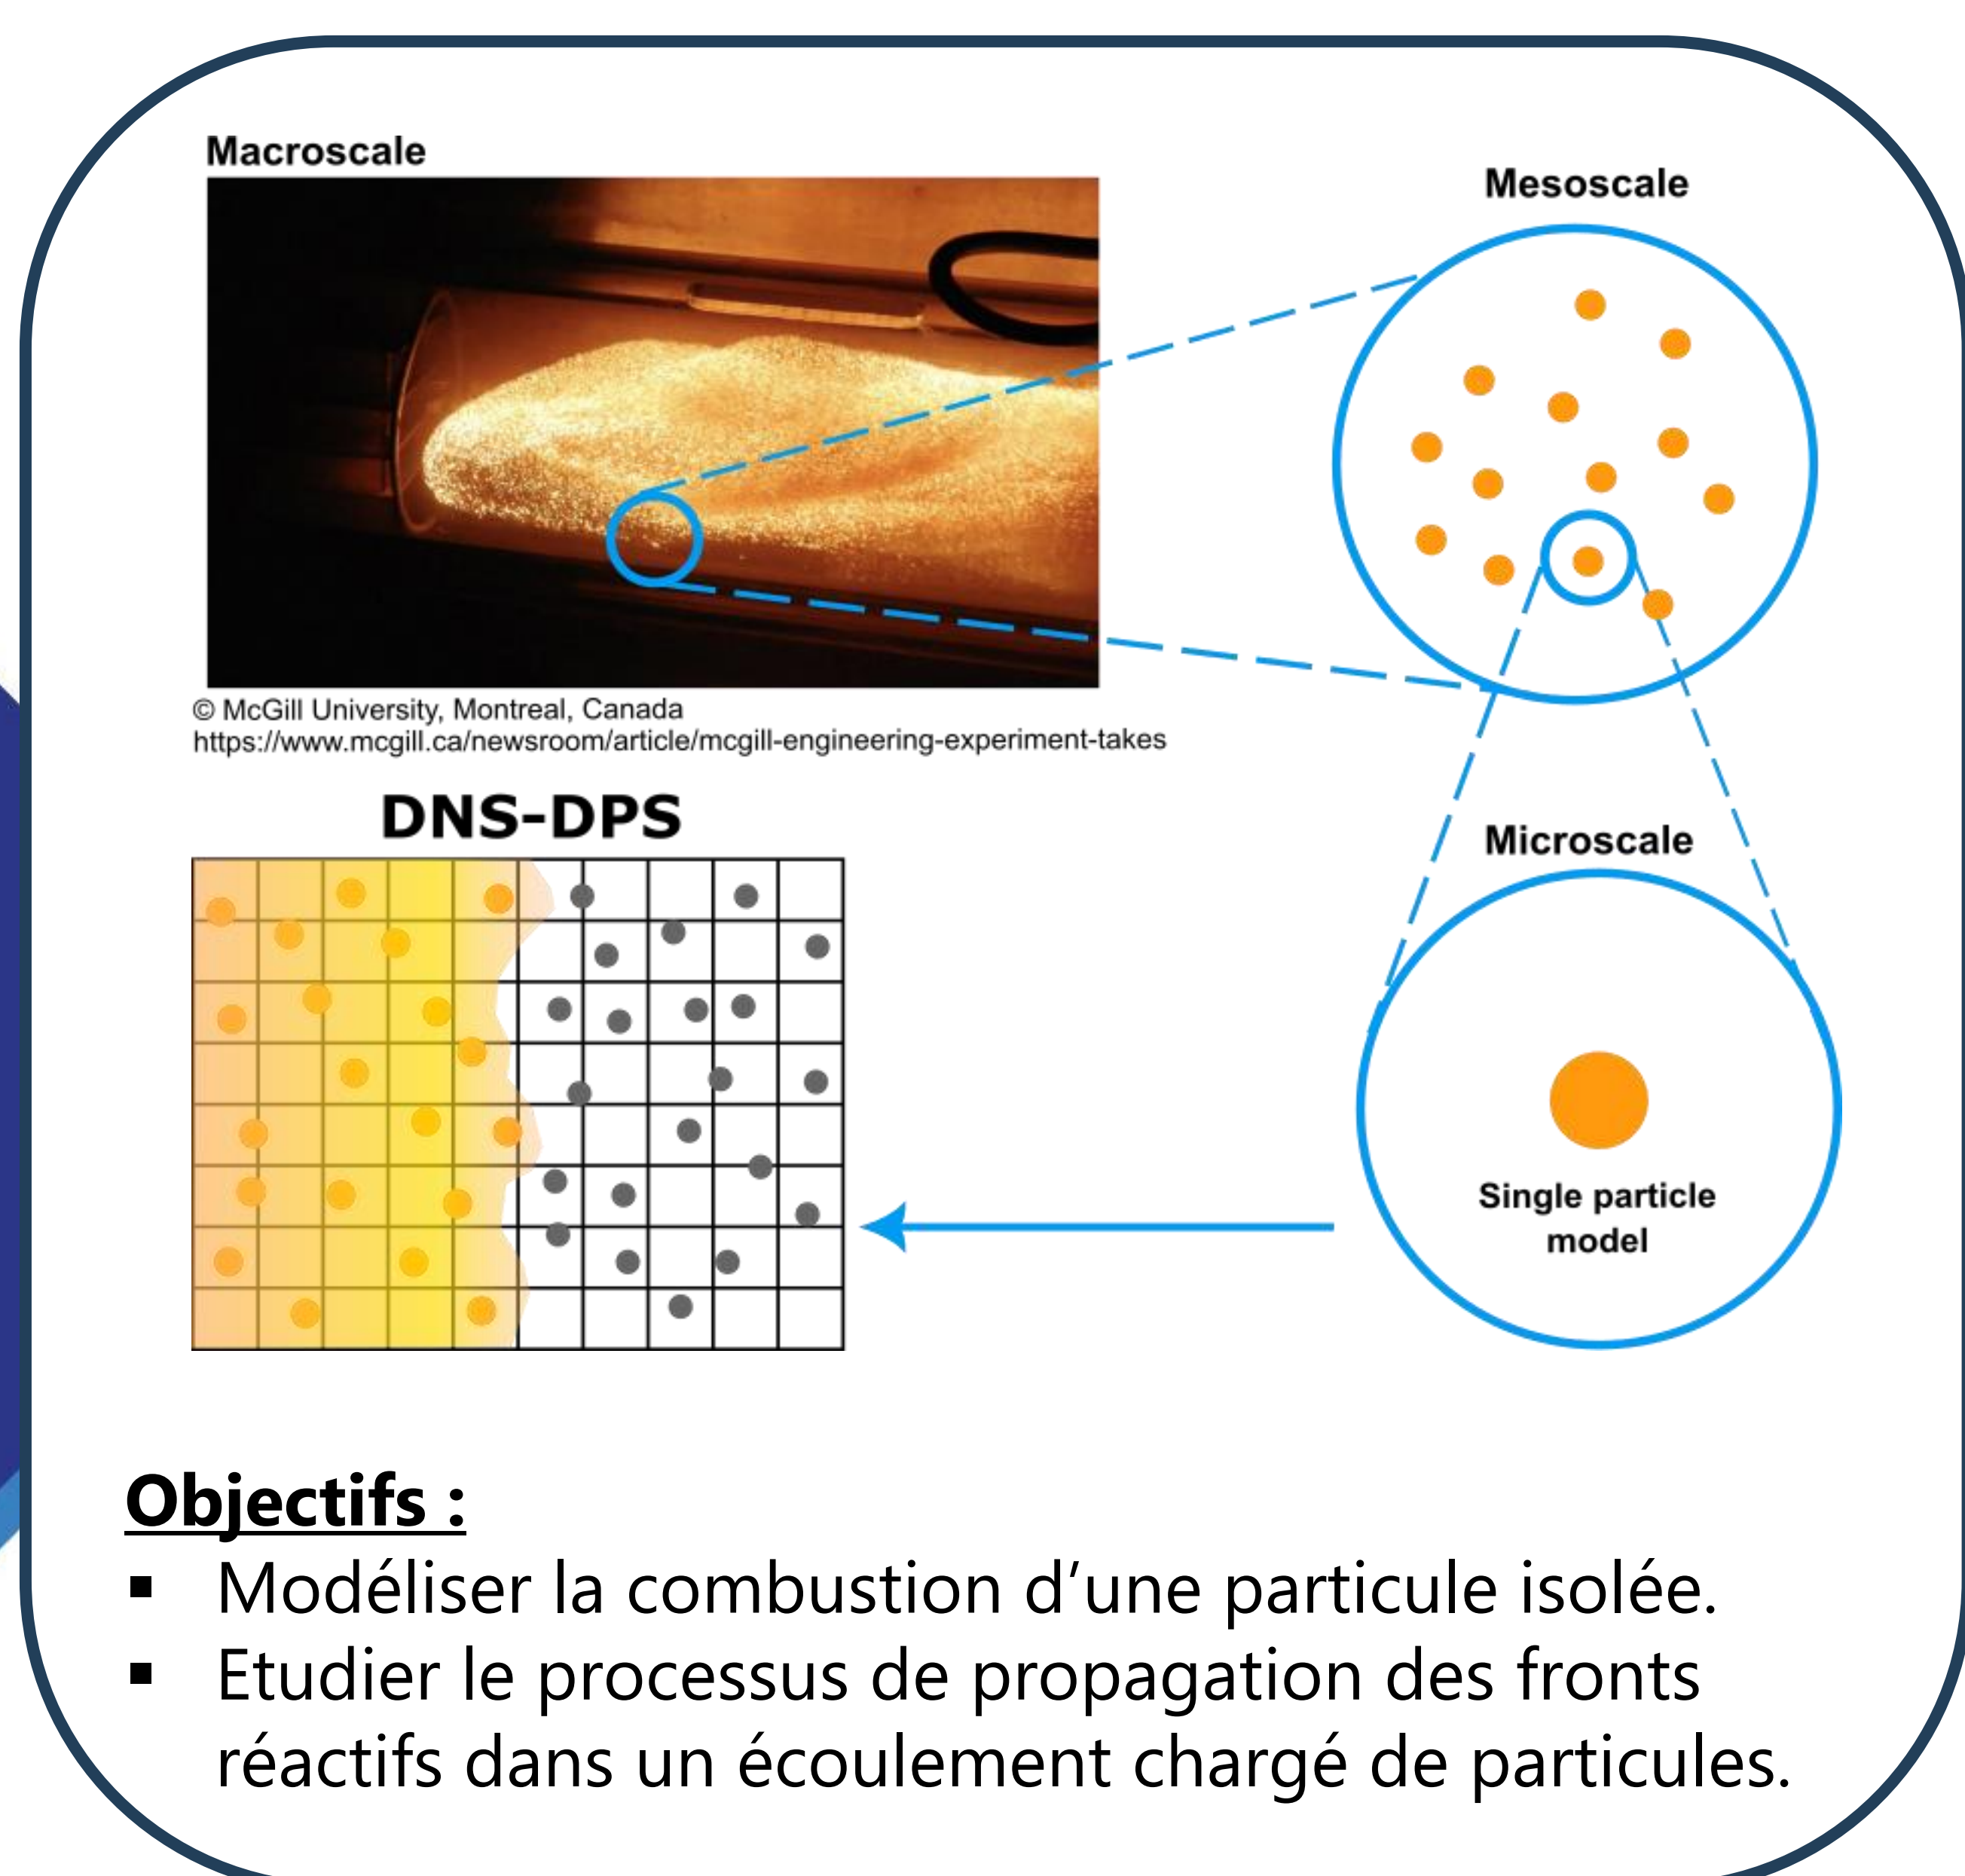 Macroscale
Mesoscale
© McGill University, Montreal, Canada
https://www.mcgill.ca/newsroom/article/mcgill-engineering-experiment-takes
DNS-DPS
Microscale
Single particle
model
Objectifs :
▪ Modéliser la combustion d’une particule isolée.
▪ Etudier le processus de propagation des fronts
réactifs dans un écoulement chargé de particules.